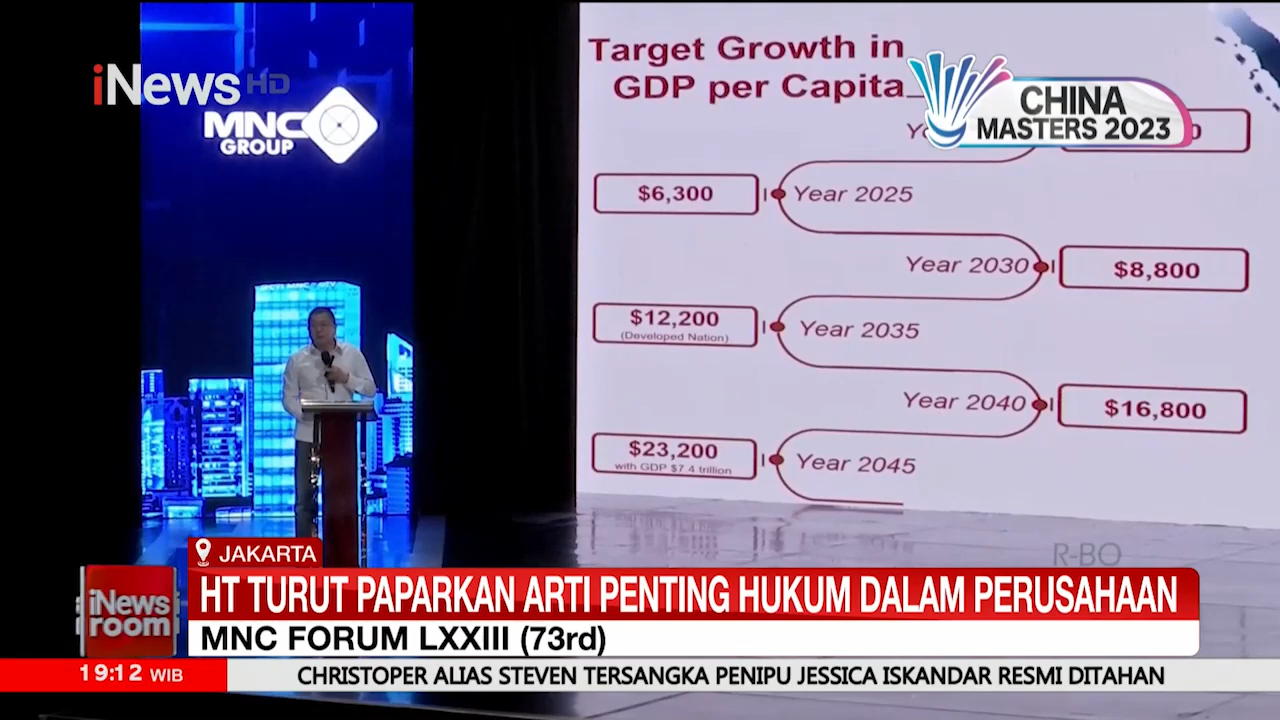 iNews HD
MNC
GROUP
Target Growth in
GDP per Capita
CHINA
MASTERS 2023
$6,300
Year 2025
Year 2030
$8,800
$12,200
(Developed Nation)
Year 2035
Year 2040
$16,800
$23,200
with GDP $7.4 trillion
Year 2045
R-BO
JAKARTA
HT TURUT PAPARKAN ARTI PENTING HUKUM DALAM PERUSAHAAN
iNews
room
MNC FORUM LXXIII (73rd)
19:12 WIB
CHRISTOPER ALIAS STEVEN TERSANGKA PENIPU JESSICA ISKANDAR RESMI DITAHAN